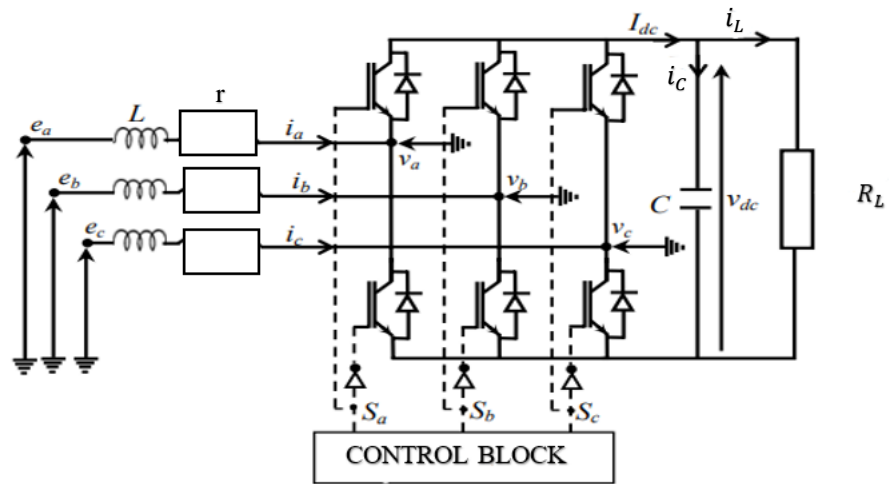 I_dc
i_L
i_C
r
L
e_a
i_a
v_a
e_b
i_b
v_b
C
v_dc
R_L
e_c
i_c
v_c
S_a
S_b
S_c
CONTROL BLOCK